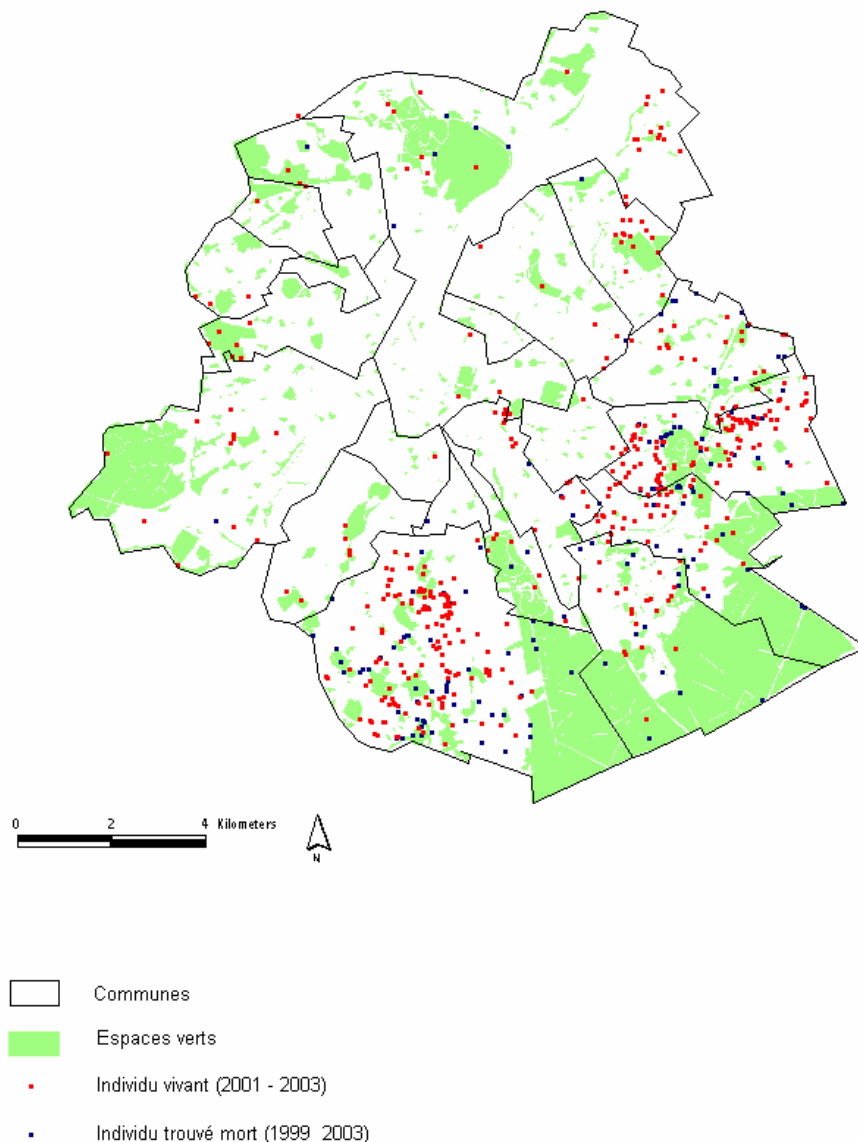 0 2 4 Kilometers
N
Communes
Espaces verts
Individu vivant (2001 - 2003)
Individu trouvé mort (1999 2003)